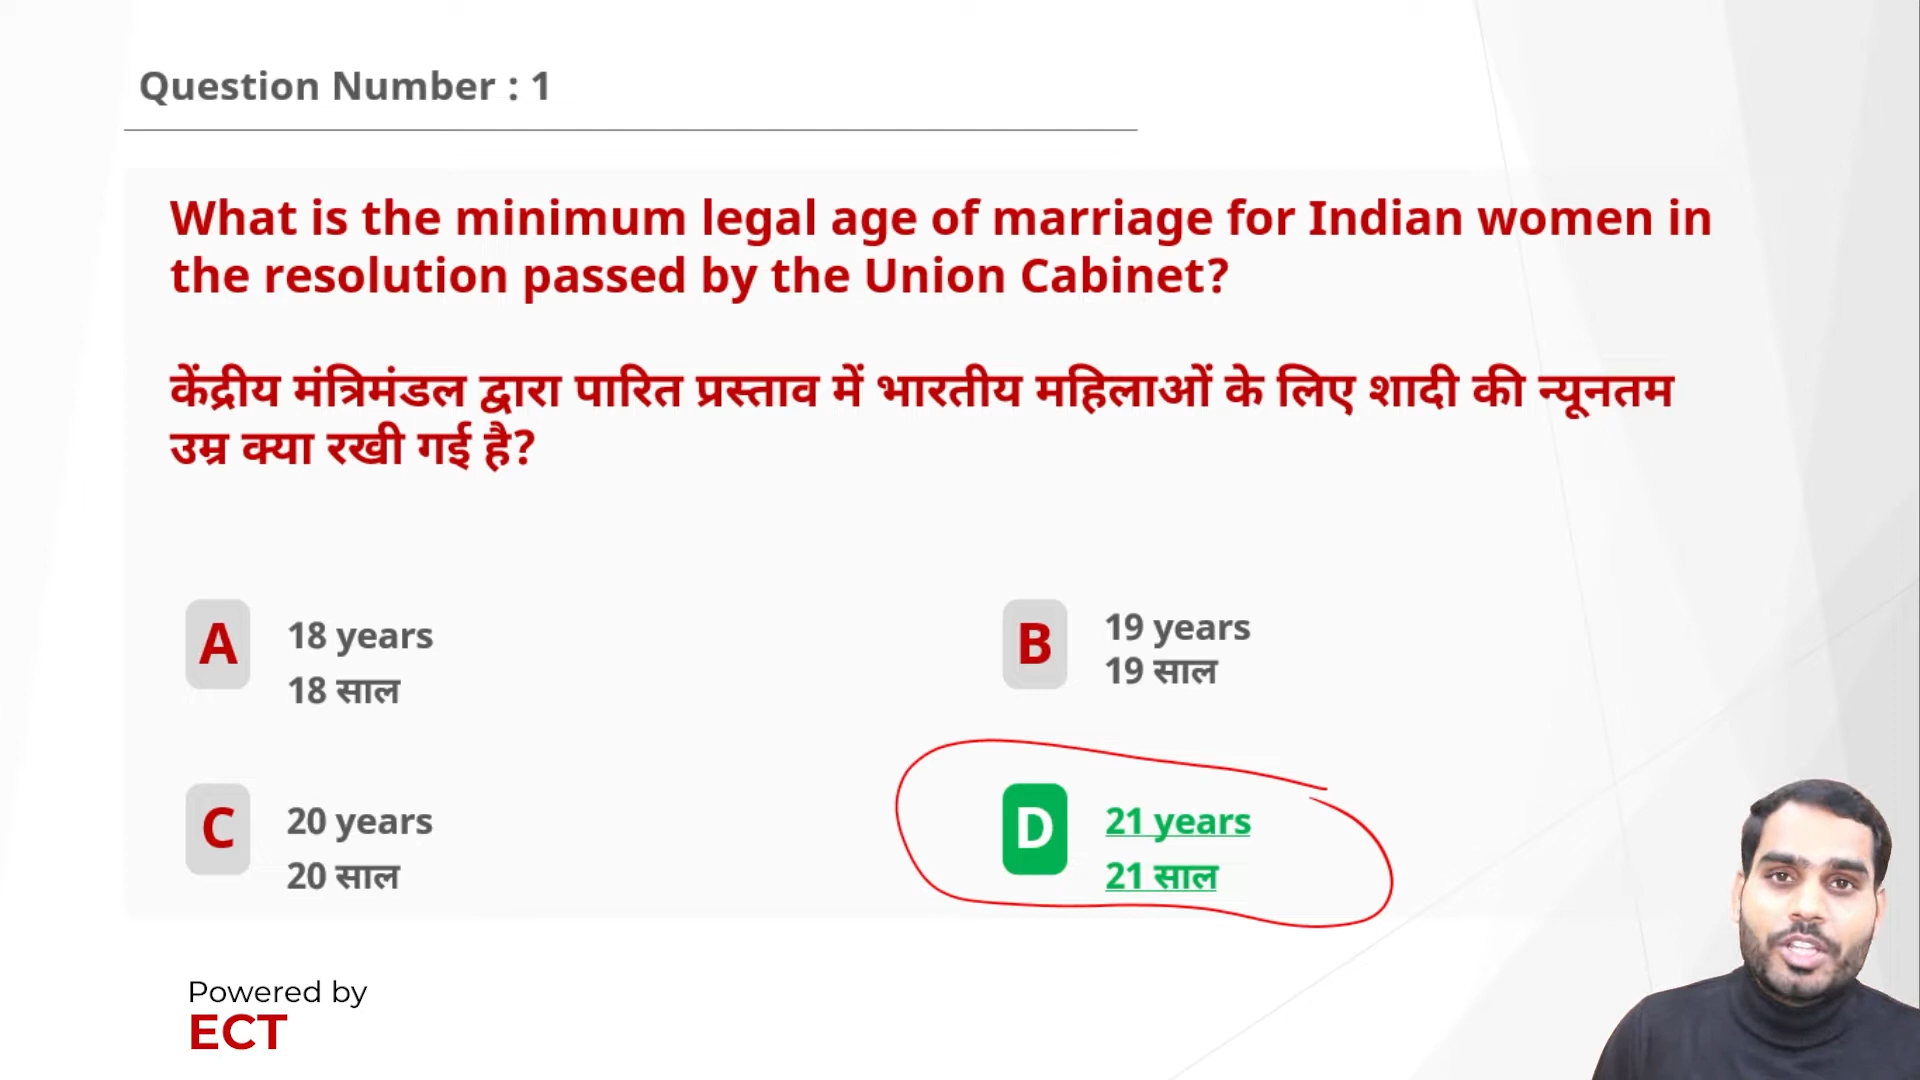 Question Number : 1
What is the minimum legal age of marriage for Indian women in
the resolution passed by the Union Cabinet?
केंद्रीय मंत्रिमंडल द्वारा पारित प्रस्ताव में भारतीय महिलाओं के लिए शादी की न्यूनतम
उम्र क्या रखी गई है?
A 18 years
18 साल
B 19 years
19 साल
C 20 years
20 साल
D 21 years
21 साल
Powered by
ECT